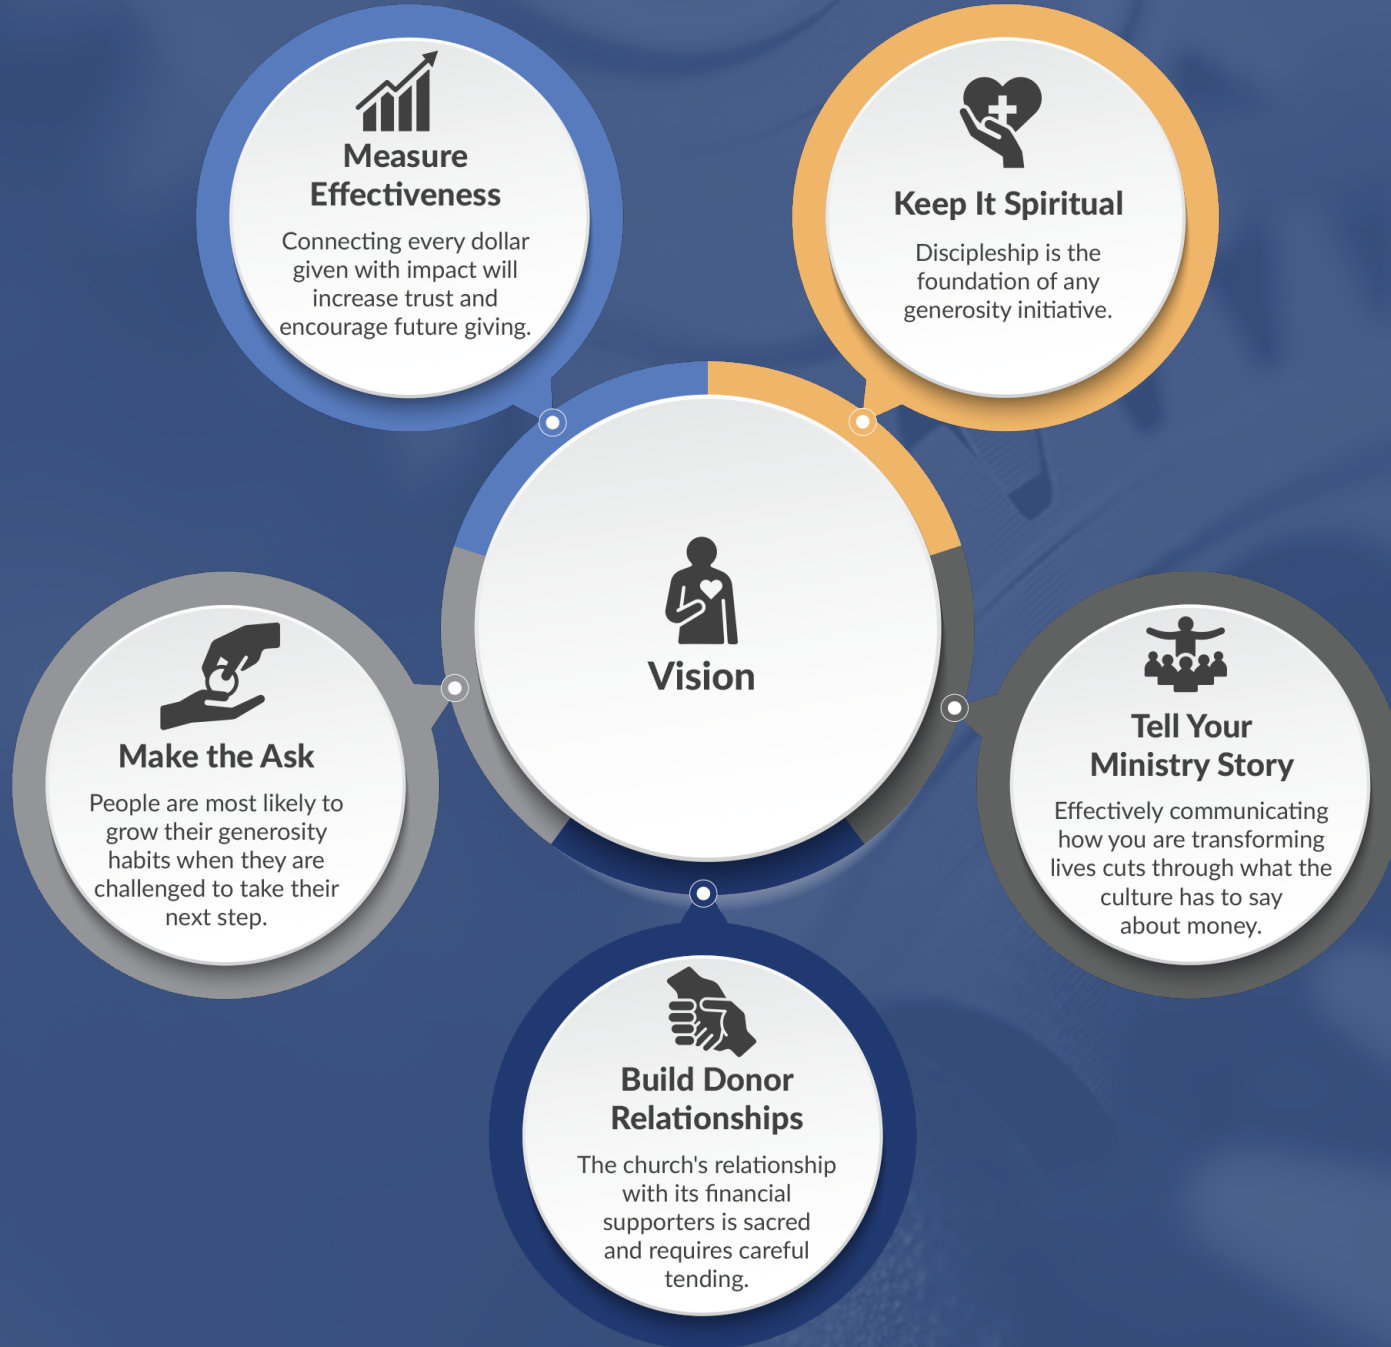 Measure
Effectiveness
Connecting every dollar
given with impact will
increase trust and
encourage future giving.
Keep It Spiritual
Discipleship is the
foundation of any
generosity initiative.
Vision
Make the Ask
People are most likely to
grow their generosity
habits when they are
challenged to take their
next step.
Tell Your
Ministry Story
Effectively communicating
how you are transforming
lives cuts through what the
culture has to say
about money.
Build Donor
Relationships
The church's relationship
with its financial
supporters is sacred
and requires careful
tending.